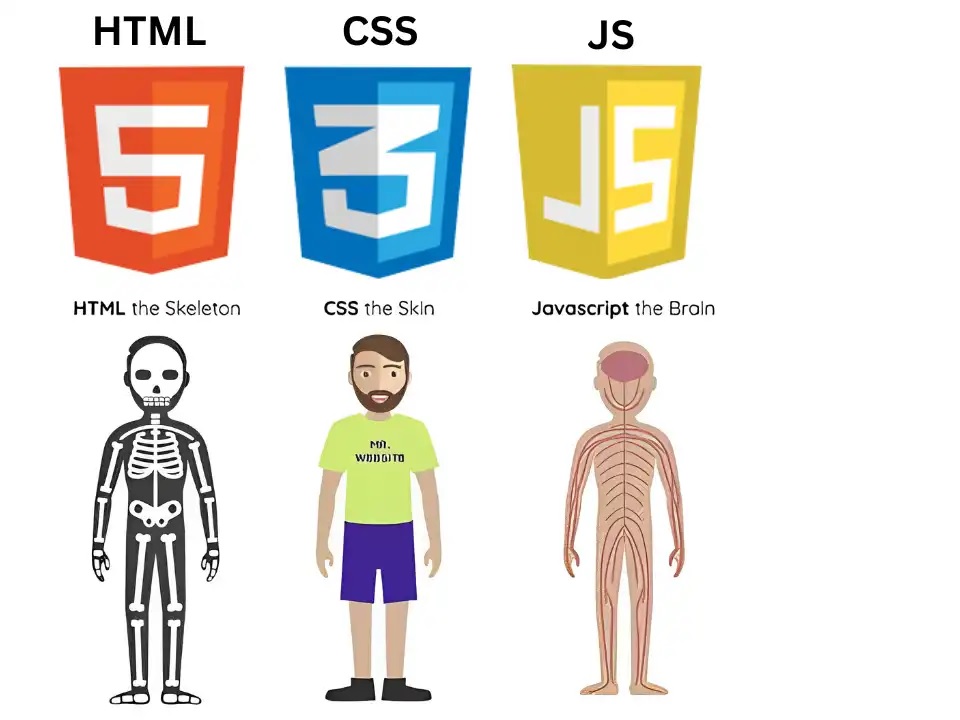 HTML
CSS
JS
5
3
JS
HTML the Skeleton
CSS the Skin
Javascript the Brain
MR.